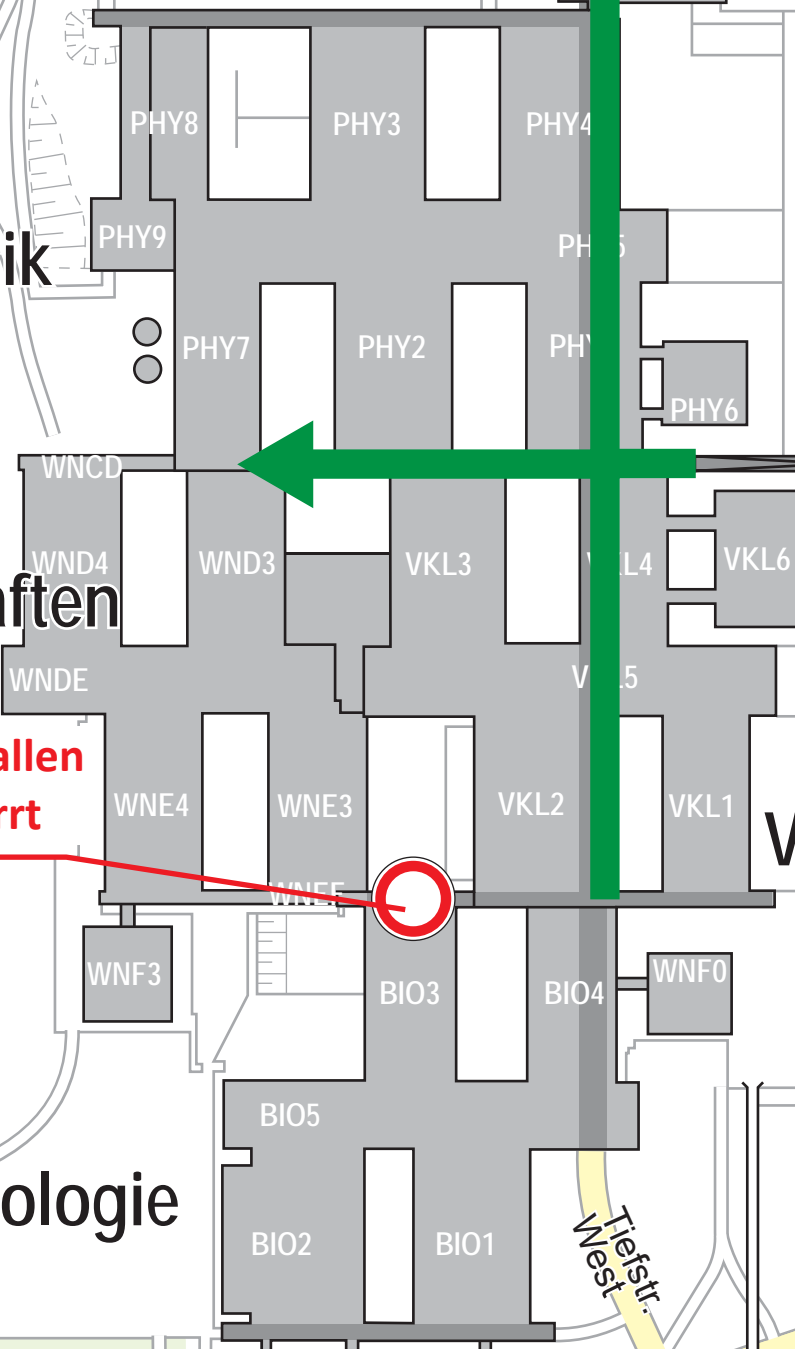 PHY8
PHY3
PHY4
PHY9
ik
PHY7
PHY2
PHY6
WNCD
WND4
WND3
VKL3
VKL6
aften
WNDE
allen
rrt
WNE4
WNE3
VKL2
VKL1
V
WNF3
BIO3
BIO4
WNF0
BIO5
ologie
BIO2
BIO1
Tiefstr.
West